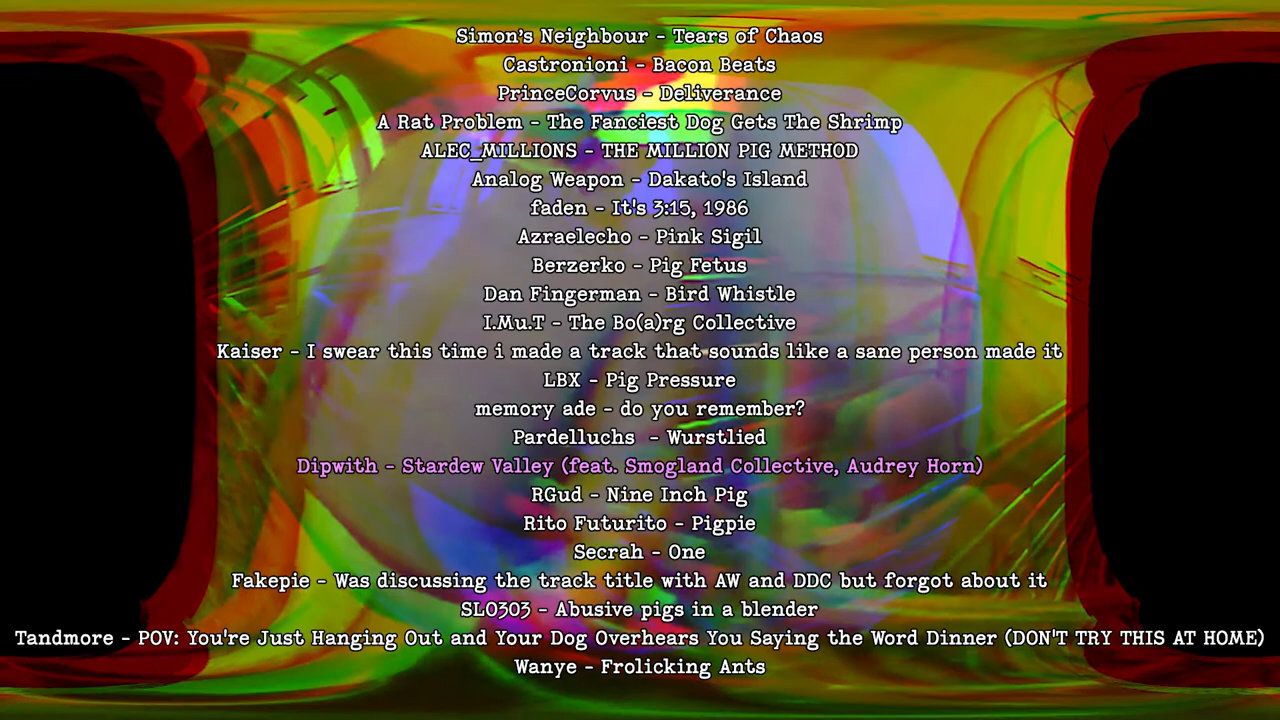 Simon's Neighbour - Tears of Chaos
Castronioni - Bacon Beats
PrinceCorvus - Deliverance
A Rat Problem - The Fanciest Dog Gets The Shrimp
ALEC_MILLIONS - THE MILLION PIG METHOD
Analog Weapon - Dakato's Island
faden - It's 3:15, 1986
Azraelecho - Pink Sigil
Berzerko - Pig Fetus
Dan Fingerman - Bird Whistle
I.Mu.T - The Bo(a)rg Collective
Kaiser - I swear this time i made a track that sounds like a sane person made it
LBX - Pig Pressure
memory ade - do you remember?
Pardelluchs - Wurstlied
Dipwith - Stardew Valley (feat. Smogland Collective, Audrey Horn)
RGud - Nine Inch Pig
Rito Futurito - Pigpie
Secrah - One
Fakepie - Was discussing the track title with AW and DDC but forgot about it
SLO303 - Abusive pigs in a blender
Tandmore - POV: You're Just Hanging Out and Your Dog Overhears You Saying the Word Dinner (DON'T TRY THIS AT HOME)
Wanye - Frolicking Ants